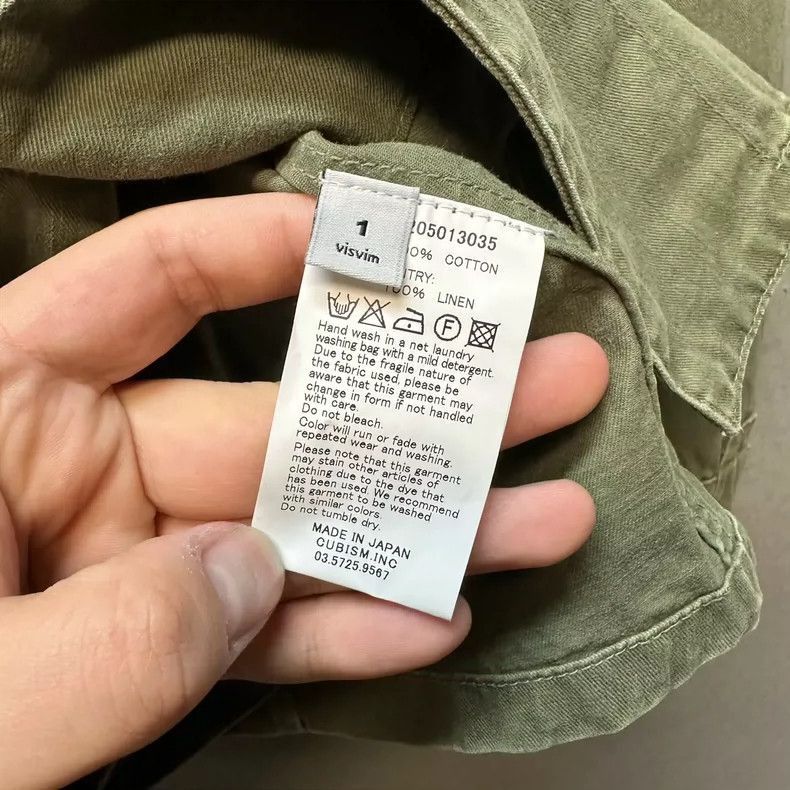 1
visvim
205013035
00% COTTON
TRY:
100% LINEN
F
Hand wash in a net laundry
washing bag with a mild detergent.
Due to the fragile nature of
the fabric used, please be
aware that this garment may
change in form if not handled
with care.
Do not bleach.
Color will run or fade with
repeated wear and washing.
Please note that this garment
may stain other articles of
clothing due to the dye that
has been used. We recommend
this garment to be washed
with similar colors.
Do not tumble dry.
MADE IN JAPAN
CUBISM.INC
03.5725.9567